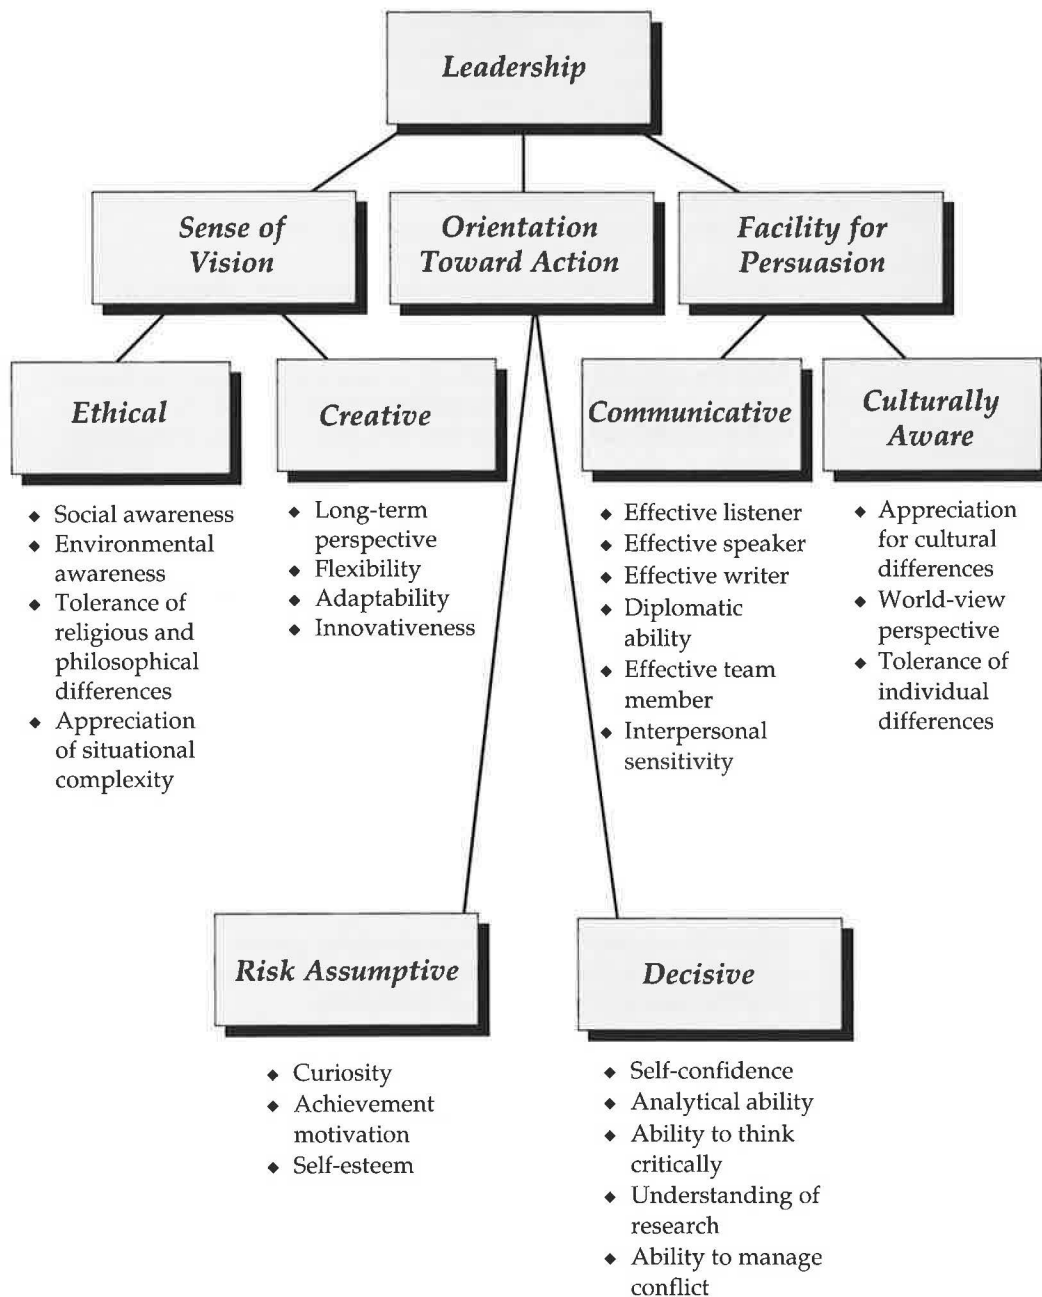 Leadership
Sense of
Vision
Orientation
Toward Action
Facility for
Persuasion
Ethical
◆ Social awareness
◆ Environmental
awareness
◆ Tolerance of
religious and
philosophical
differences
◆ Appreciation
of situational
complexity
Creative
◆ Long-term
perspective
◆ Flexibility
◆ Adaptability
◆ Innovativeness
Communicative
◆ Effective listener
◆ Effective speaker
◆ Effective writer
◆ Diplomatic
ability
◆ Effective team
member
◆ Interpersonal
sensitivity
Culturally
Aware
◆ Appreciation
for cultural
differences
◆ World-view
perspective
◆ Tolerance of
individual
differences
Risk Assumptive
◆ Curiosity
◆ Achievement
motivation
◆ Self-esteem
Decisive
◆ Self-confidence
◆ Analytical ability
◆ Ability to think
critically
◆ Understanding of
research
◆ Ability to manage
conflict